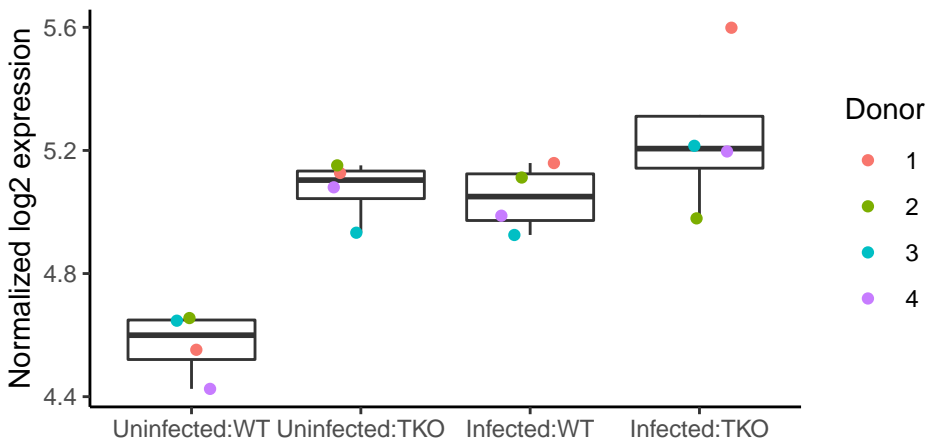 Normalized log2 expression
5.6
5.2
4.8
4.4
Uninfected:WT
Uninfected:TKO
Infected:WT
Infected:TKO
Donor
1
2
3
4